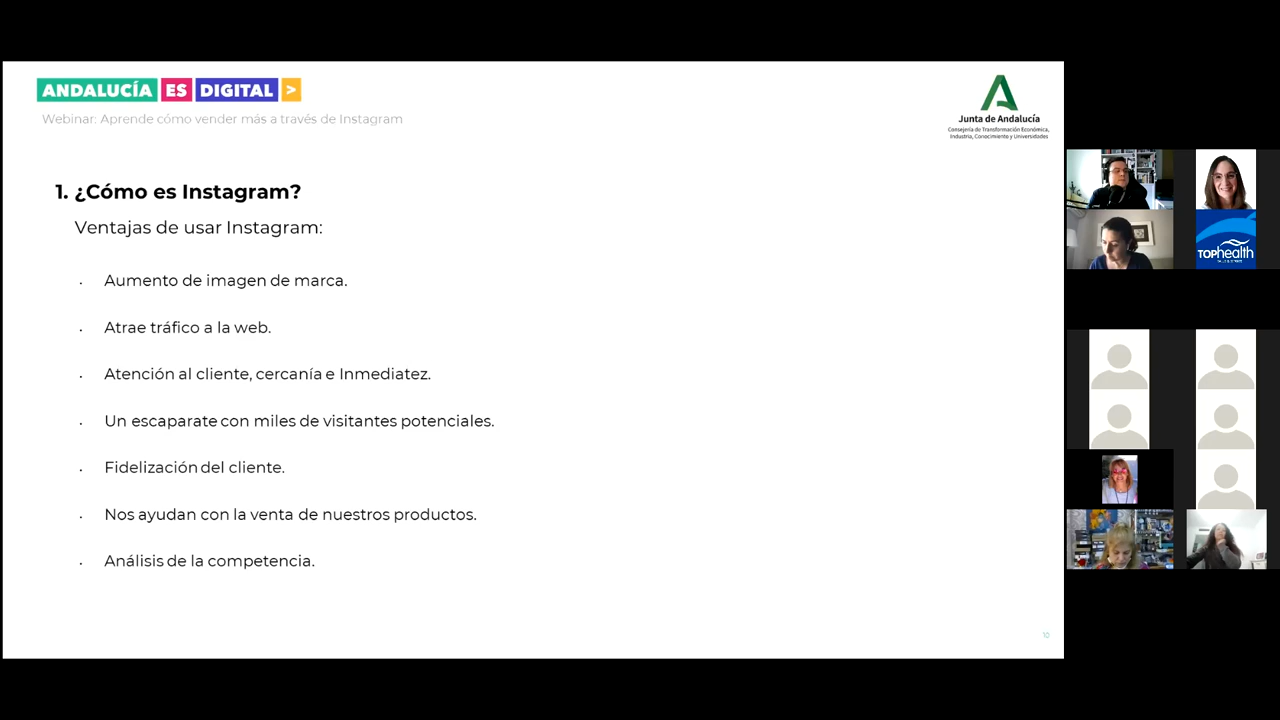 ANDALUCÍA ES DIGITAL >
Webinar: Aprende cómo vender más a través de Instagram
Junta de Andalucía
Consejería de Transformación Económica,
Industria, Conocimiento y Universidades
1. ¿Cómo es Instagram?
Ventajas de usar Instagram:
· Aumento de imagen de marca.
· Atrae tráfico a la web.
· Atención al cliente, cercanía e Inmediatez.
· Un escaparate con miles de visitantes potenciales.
· Fidelización del cliente.
· Nos ayudan con la venta de nuestros productos.
· Análisis de la competencia.
10
TOPhealth